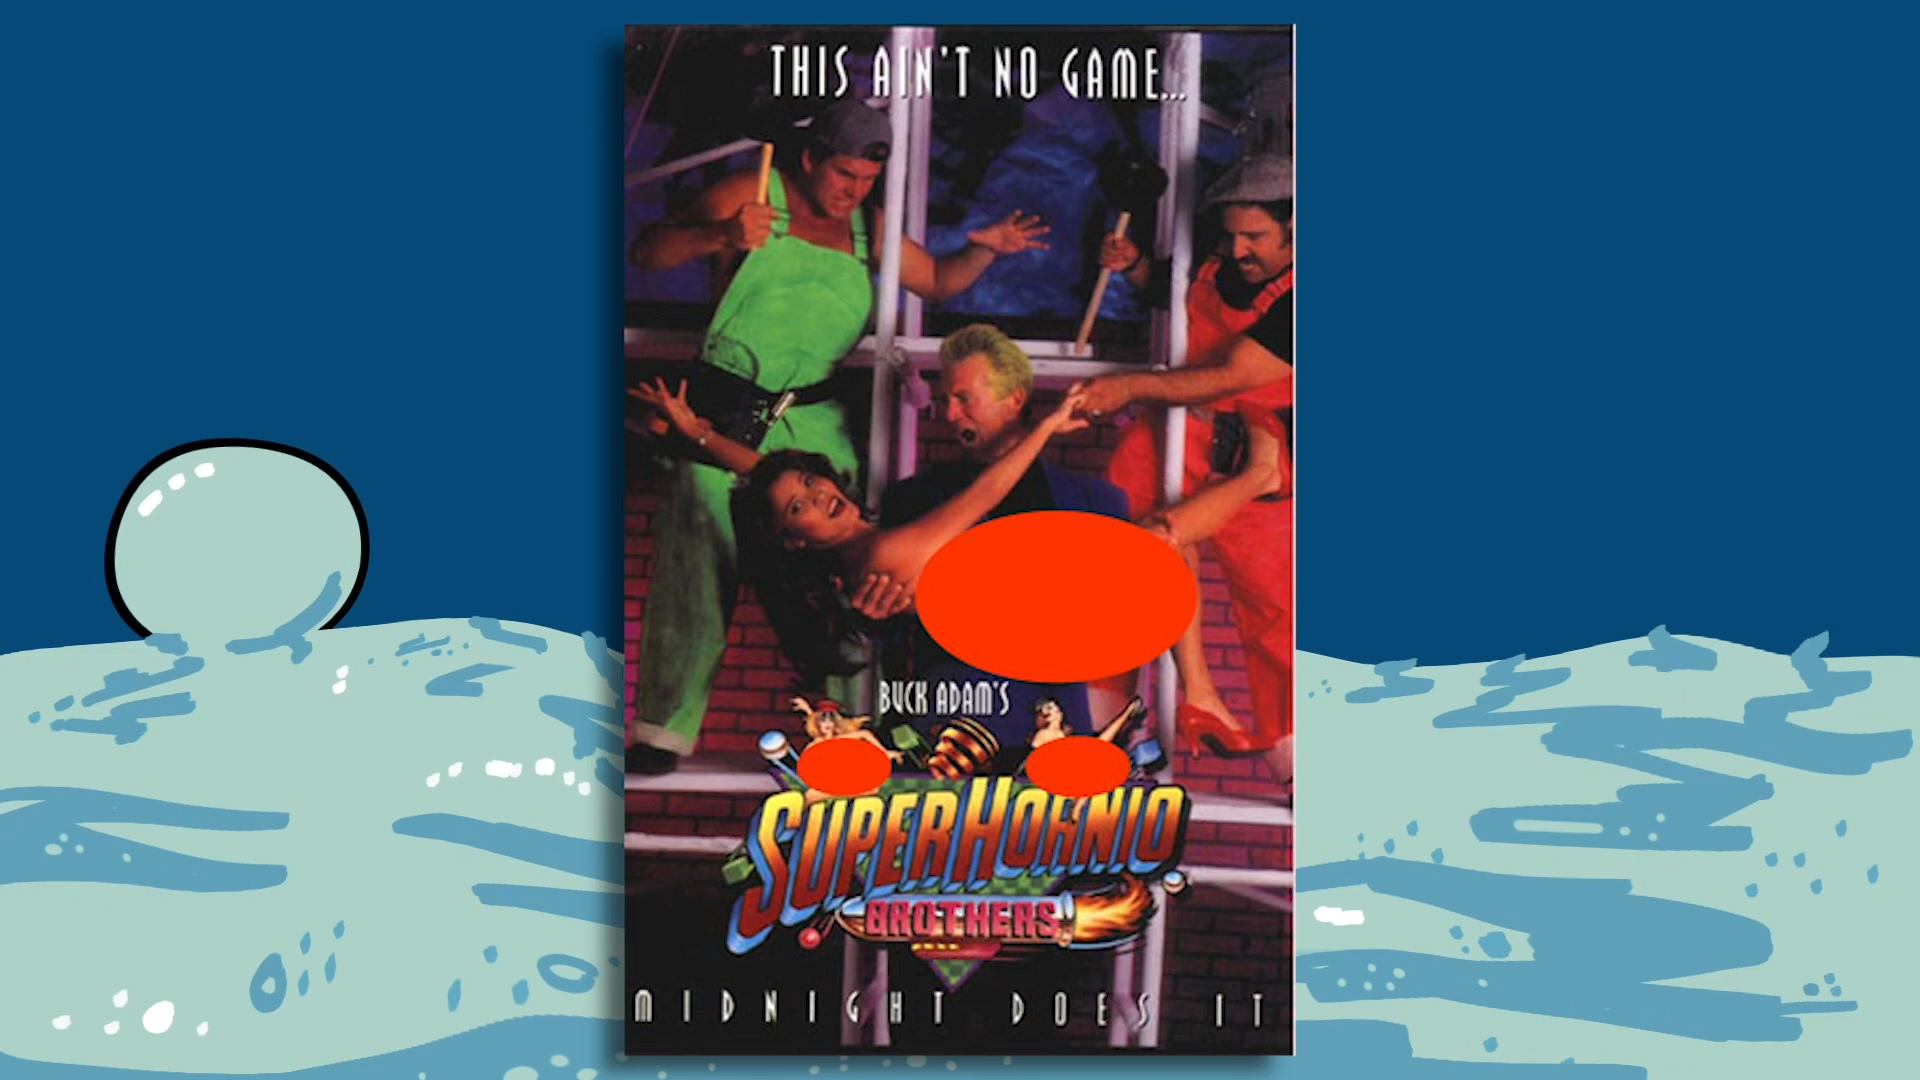 THIS AIN'T NO GAME...
BUCK ADAM'S
SUPERHORNIO
BROTHERS
MIDNIGHT DOES IT